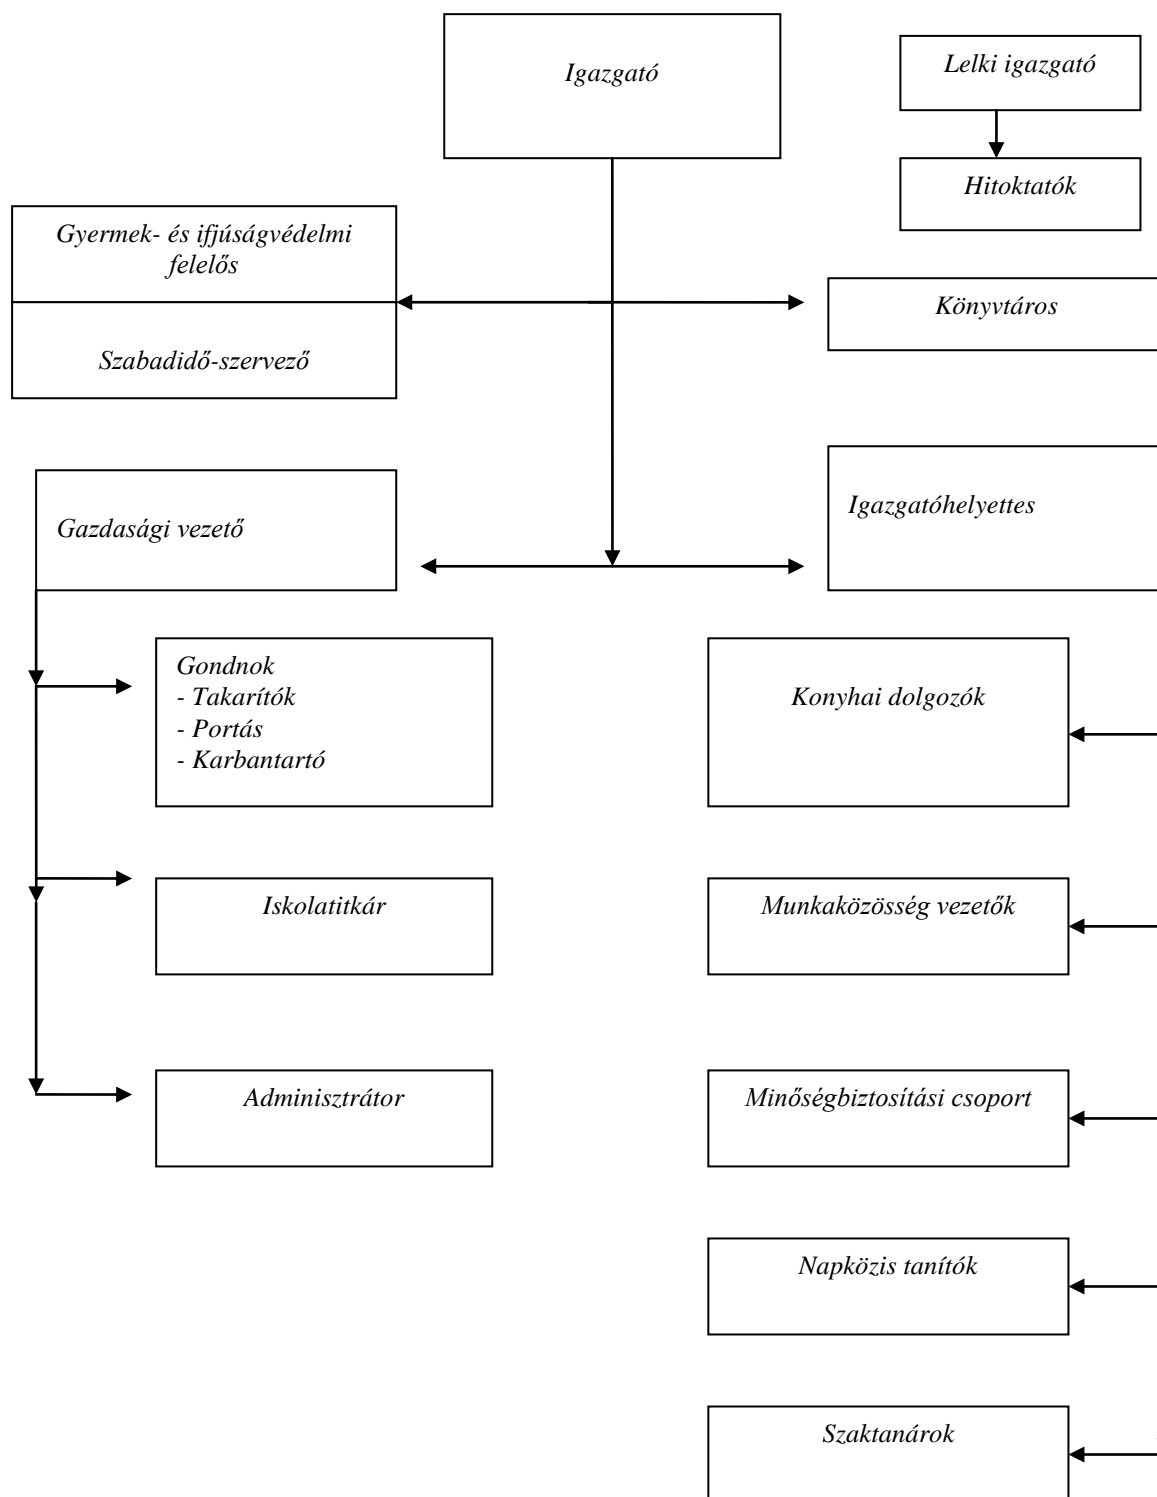 Igazgató
Lelki igazgató
Hitoktatók
Gyermek- és ifjúságvédelmi
felelős
Könyvtáros
Szabadidő-szervező
Gazdasági vezető
Igazgatóhelyettes
Gondnok
- Takarítók
- Portás
- Karbantartó
Konyhai dolgozók
Iskolatitkár
Munkaközösség vezetők
Adminisztrátor
Minőségbiztosítási csoport
Napközis tanítók
Szaktanárok